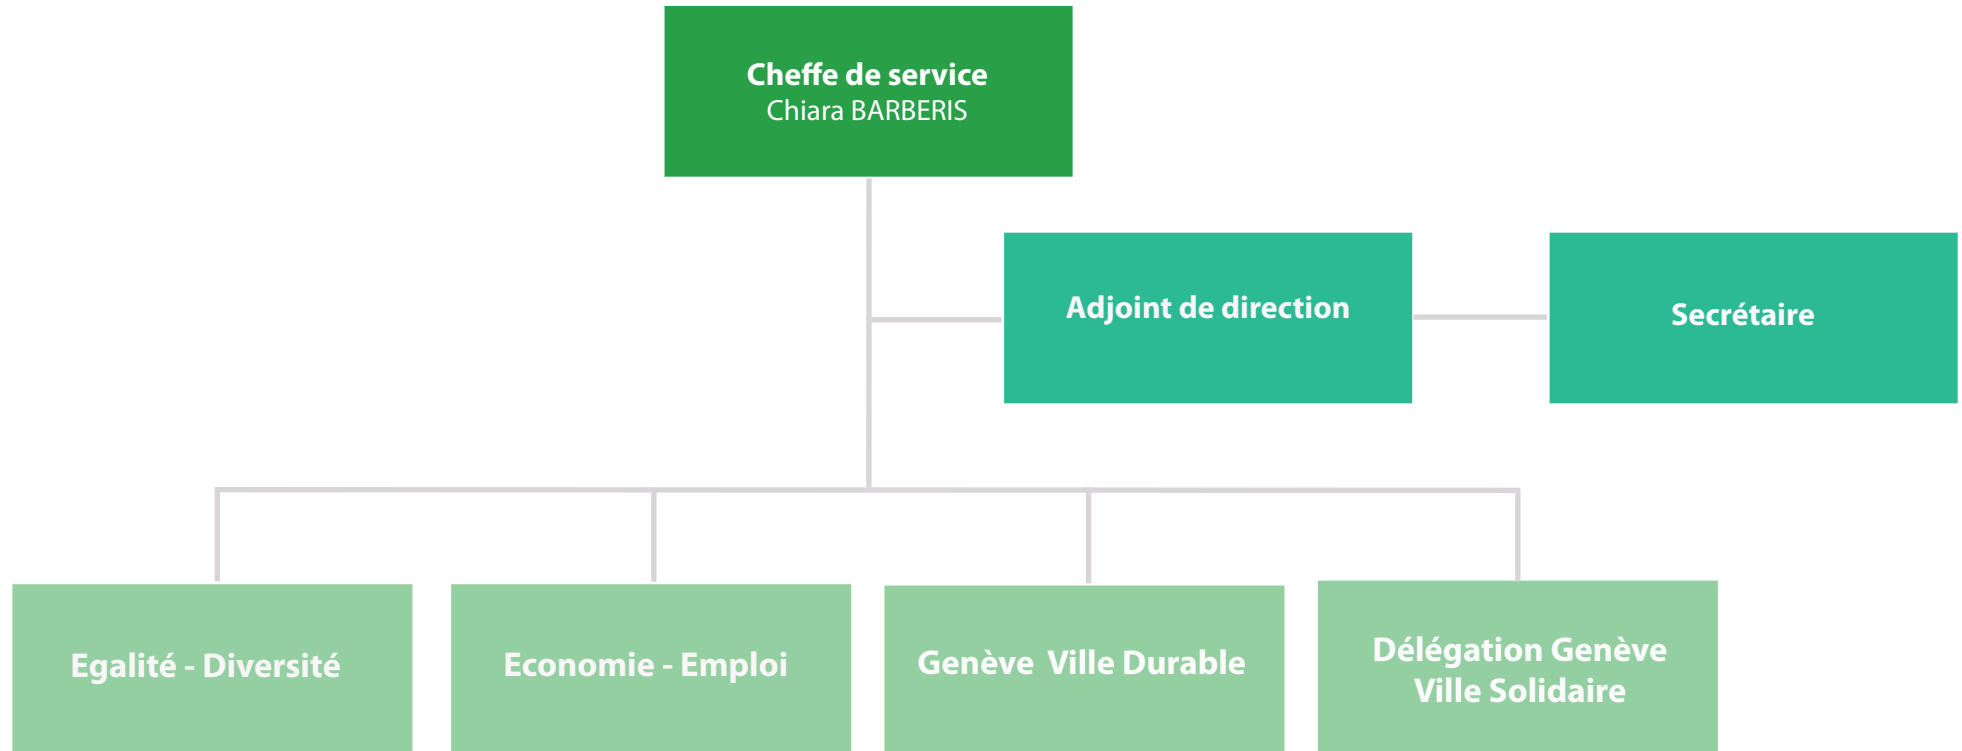 Cheffe de service
Chiara BARBERIS
Adjoint de direction
Secrétaire
Egalité - Diversité
Economie - Emploi
Genève  Ville Durable
Délégation Genève
Ville Solidaire